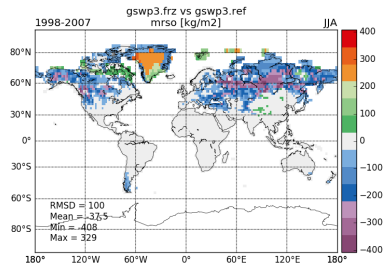 gswp3.frz vs gswp3.ref
1998-2007 mrso [kg/m2] JJA
80°N
60°N
30°N
0°
30°S
60°S
80°S
180° 120°W 60°W 0° 60°E 120°E 180°
RMSD = 100
Mean = -37.5
Min = -408
Max = 329
400
300
200
100
0
−100
−200
−300
−400